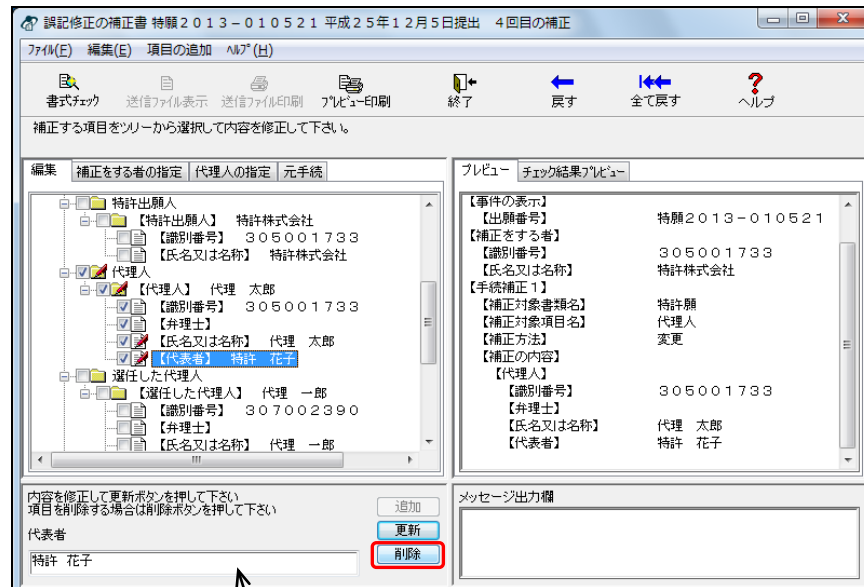 誤記修正の補正書 特願２０１３－０１０５２１ 平成２５年１２月５日提出　４回目の補正
ﾌｧｲﾙ(F)　編集(E)　項目の追加　ﾍﾙﾌﾟ(H)
書式ﾁｪｯｸ　送信ﾌｧｲﾙ表示　送信ﾌｧｲﾙ印刷　ﾌﾟﾚﾋﾞｭｰ印刷　終了　戻す　全て戻す　ヘルプ
補正する項目をツリーから選択して内容を修正して下さい。
編集　補正をする者の指定　代理人の指定　元手続
特許出願人
【特許出願人】　特許株式会社
【識別番号】　３０５００１７３３
【氏名又は名称】　特許株式会社
代理人
【代理人】　代理　太郎
【識別番号】　３０５００１７３３
【弁理士】
【氏名又は名称】　代理　太郎
【代表者】　特許　花子
選任した代理人
【選任した代理人】　代理　一郎
【識別番号】　３０７００２３９０
【弁理士】
【氏名又は名称】　代理　一郎
プレビュー　ﾁｪｯｸ結果ﾌﾟﾚﾋﾞｭｰ
【事件の表示】
【出願番号】　特願２０１３－０１０５２１
【補正をする者】
【識別番号】　３０５００１７３３
【氏名又は名称】　特許株式会社
【手続補正１】
【補正対象書類名】　特許願
【補正対象項目名】　代理人
【補正方法】　変更
【補正の内容】
【代理人】
【識別番号】　３０５００１７３３
【弁理士】
【氏名又は名称】　代理　太郎
【代表者】　特許　花子
内容を修正して更新ボタンを押して下さい
項目を削除する場合は削除ボタンを押して下さい
追加
代表者
更新
特許　花子
削除
メッセージ出力欄